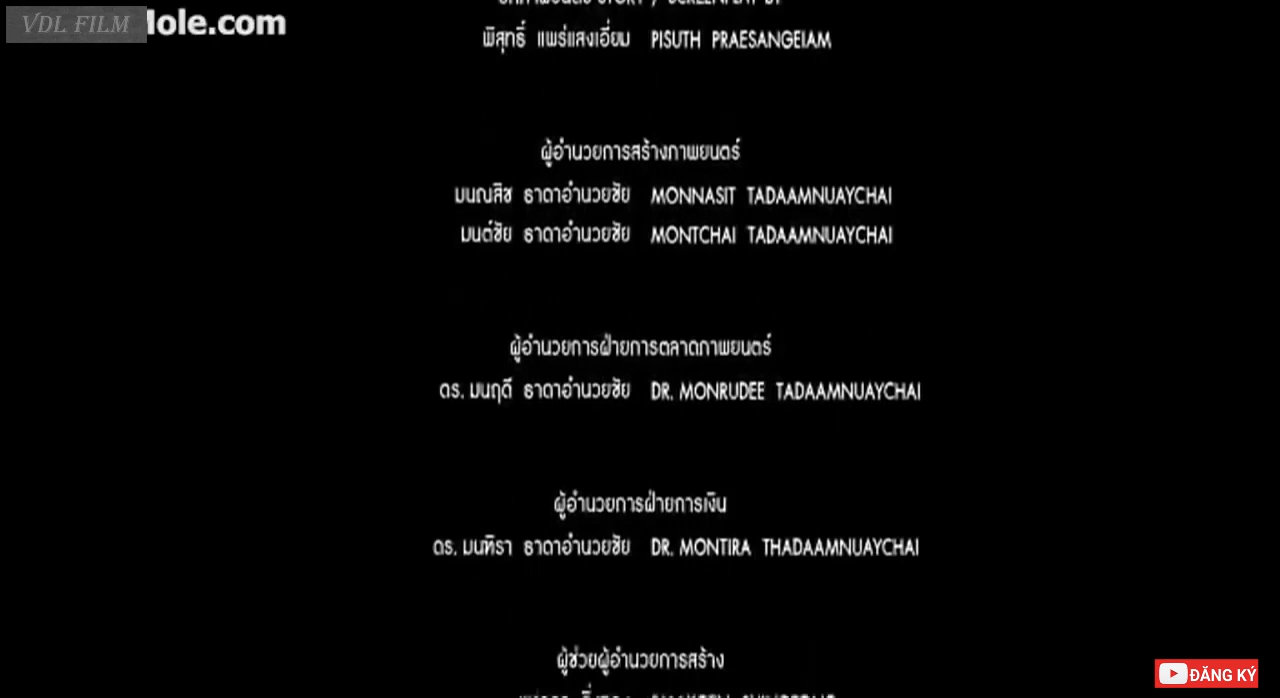 VDL FILM
ole.com
STORY / SCREENPLAY BY
พิสุทธิ์ แพร่แสงเอี่ยม PISUTH PRAESANGEIAM
ผู้อำนวยการสร้างภาพยนตร์
มนณสิช ธาดาอำนวยชัย MONNASIT TADAAMNUAYCHAI
มนต์ชัย ธาดาอำนวยชัย MONTCHAI TADAAMNUAYCHAI
ผู้อำนวยการฝ่ายการตลาดภาพยนตร์
ดร. มนฤดี ธาดาอำนวยชัย DR. MONRUDEE TADAAMNUAYCHAI
ผู้อำนวยการฝ่ายการเงิน
ดร. มนทิรา ธาดาอำนวยชัย DR. MONTIRA THADAAMNUAYCHAI
ผู้ช่วยผู้อำนวยการสร้าง
ĐĂNG KÝ